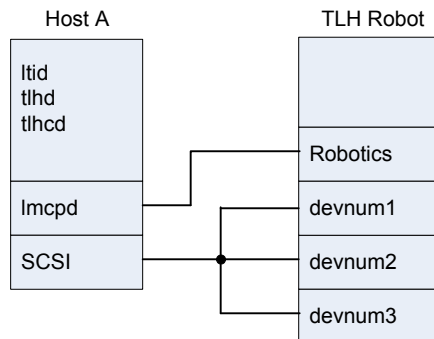 Host A
ltid
tlhd
tlhcd
lmcpd
SCSI
TLH Robot
Robotics
devnum1
devnum2
devnum3